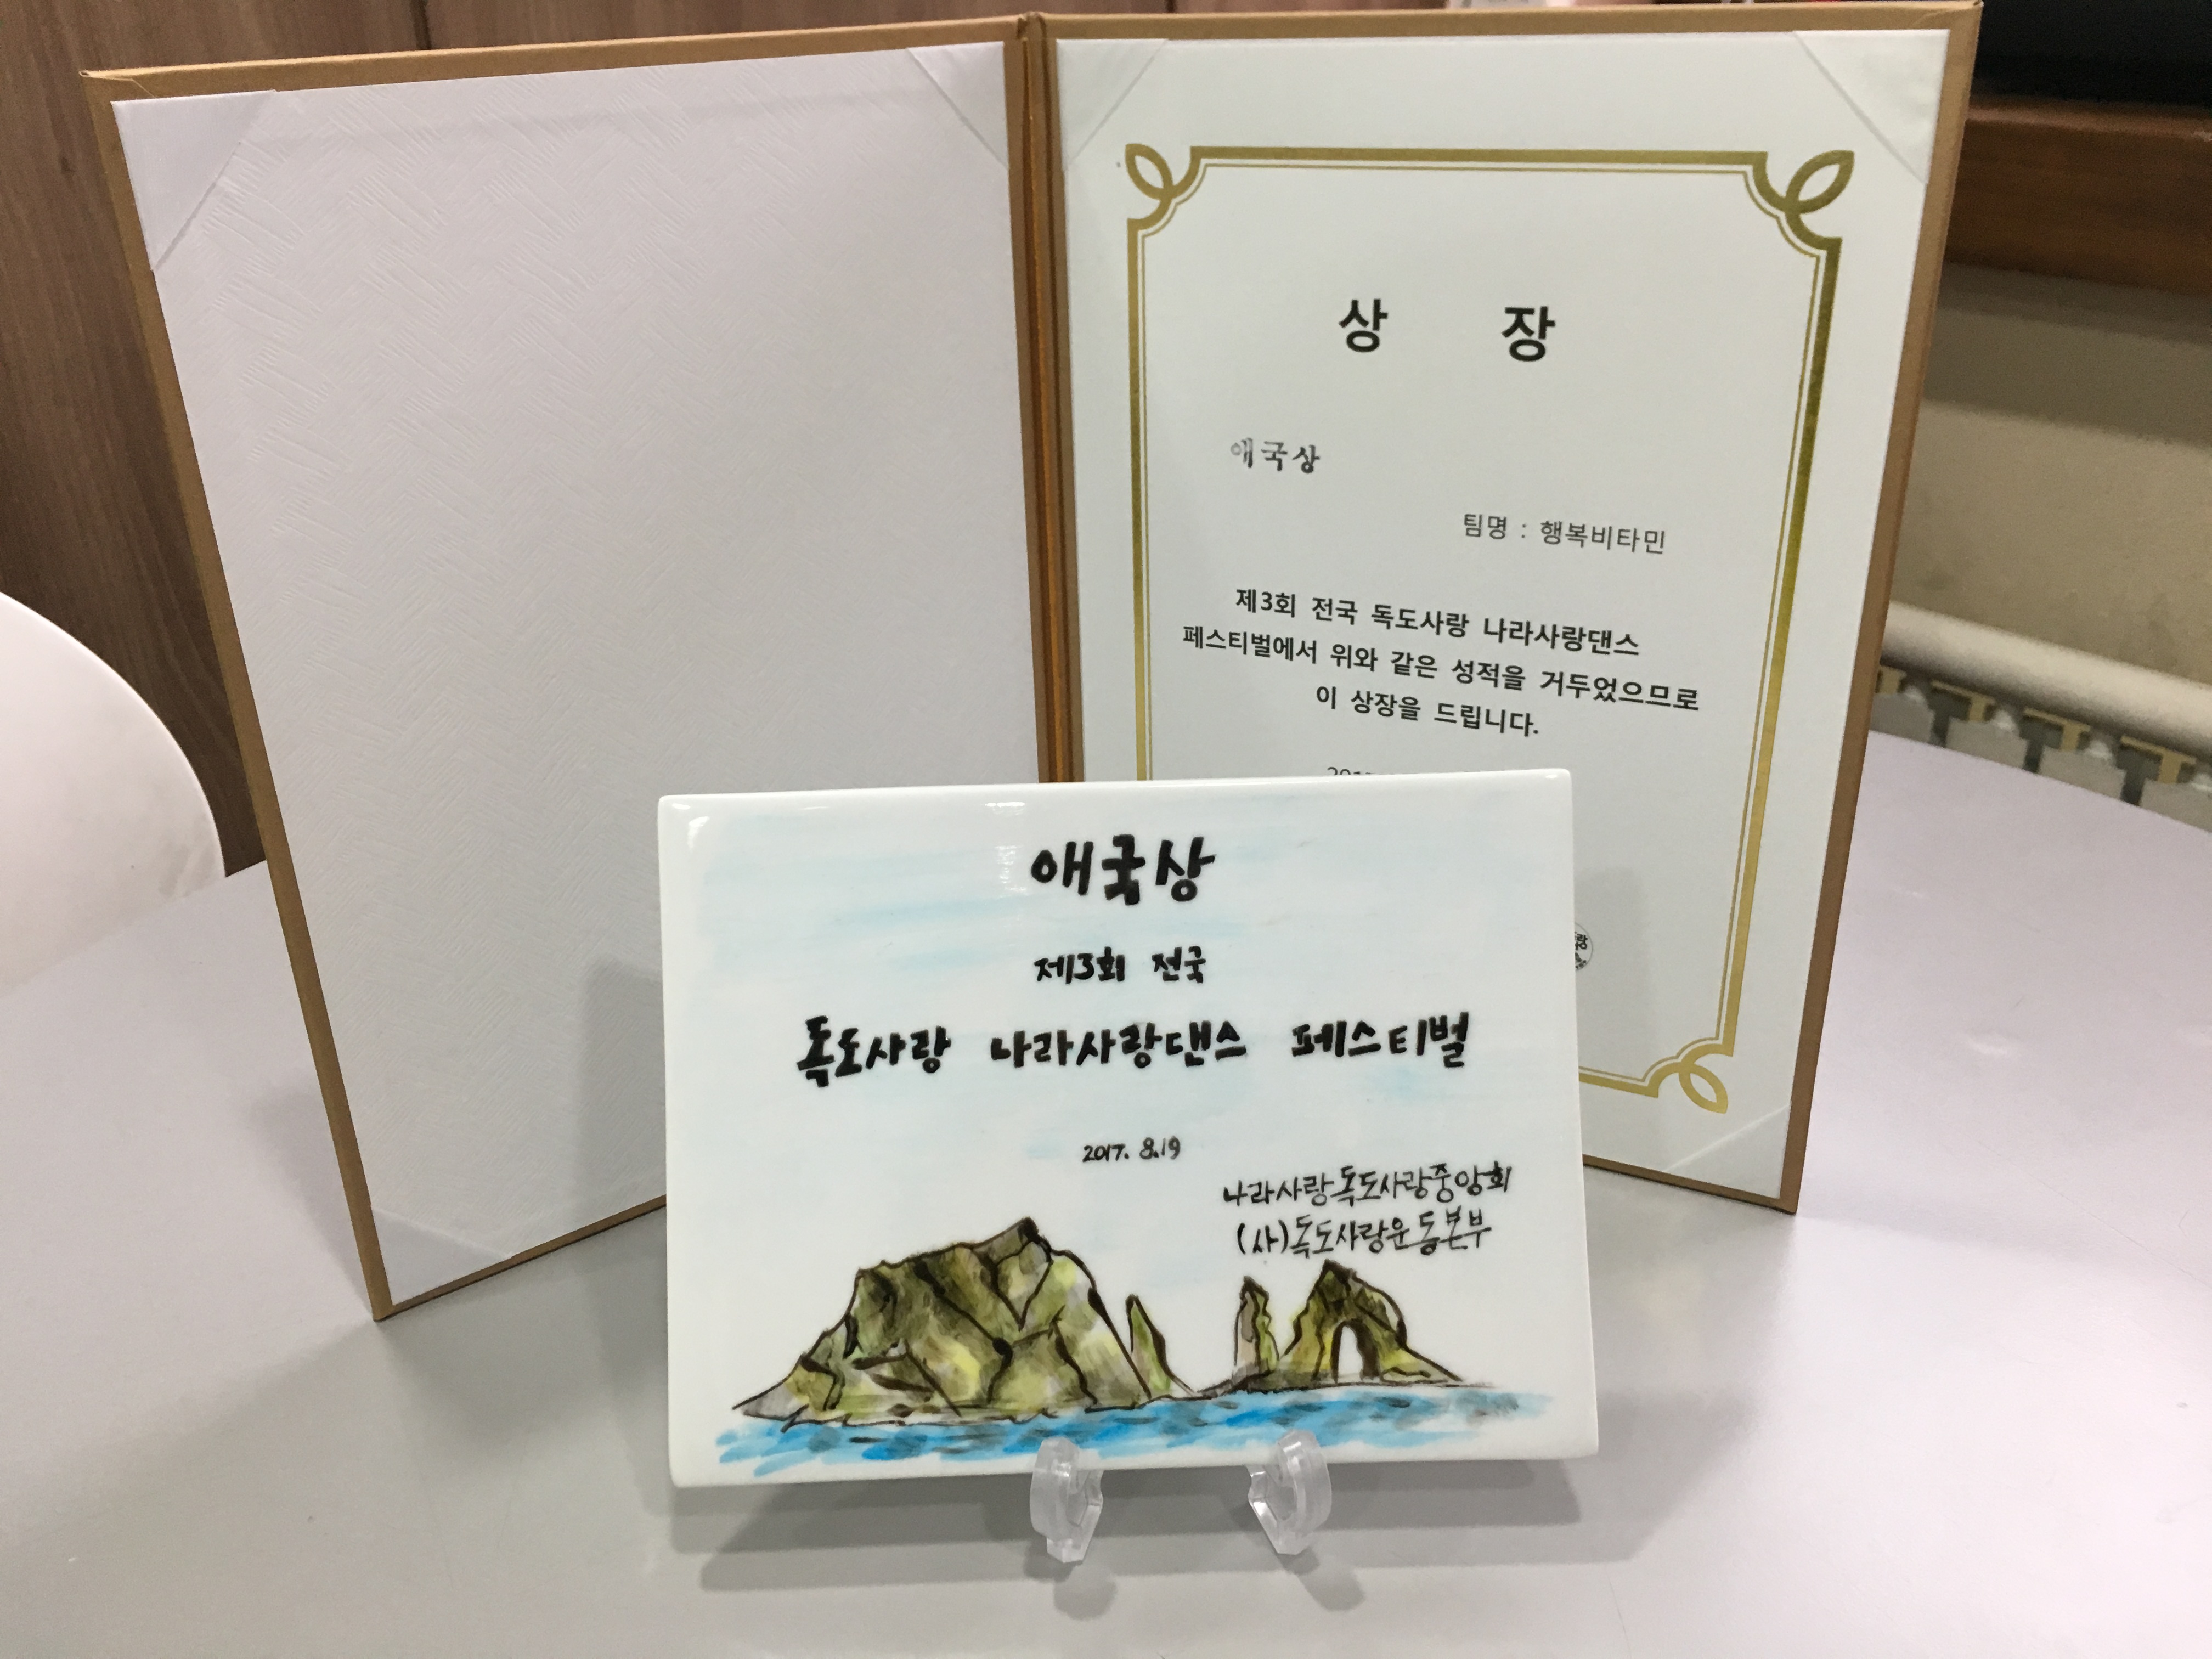 상 장
애국상
팀명 : 행복비타민
제3회 전국 독도사랑 나라사랑댄스
페스티벌에서 위와 같은 성적을 거두었으므로
이 상장을 드립니다.
애국상
제3회 전국
독도사랑 나라사랑댄스 페스티벌
2017. 8.19
나라사랑독도사랑중앙회
(사)독도사랑운동본부